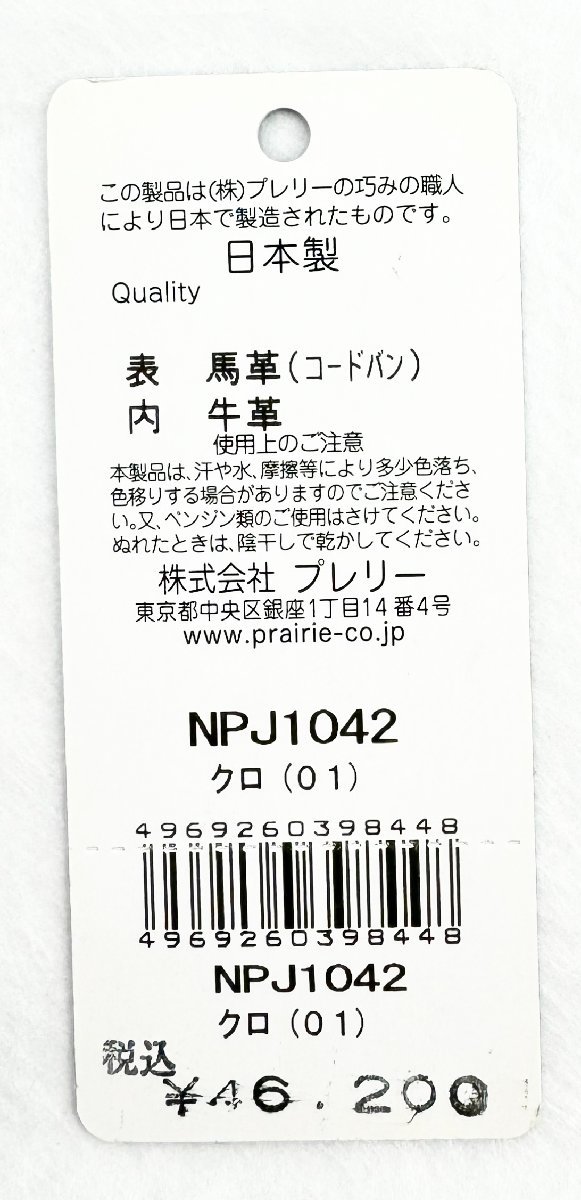 この製品は(株)プレリーの巧みの職人
により日本で製造されたものです。
日本製
Quality
表　馬革(コードバン)
内　牛革
使用上のご注意
本製品は、汗や水、摩擦等により多少色落ち、
色移りする場合がありますのでご注意くださ
い。又、ベンジン類のご使用はさけてください。
ぬれたときは、陰干しで乾かしてください。
株式会社 プレリー
東京都中央区銀座1丁目14番4号
www.prairie-co.jp
NPJ1042
クロ(01)
4969260398448
4969260398448
NPJ1042
クロ(01)
税込
¥46.200